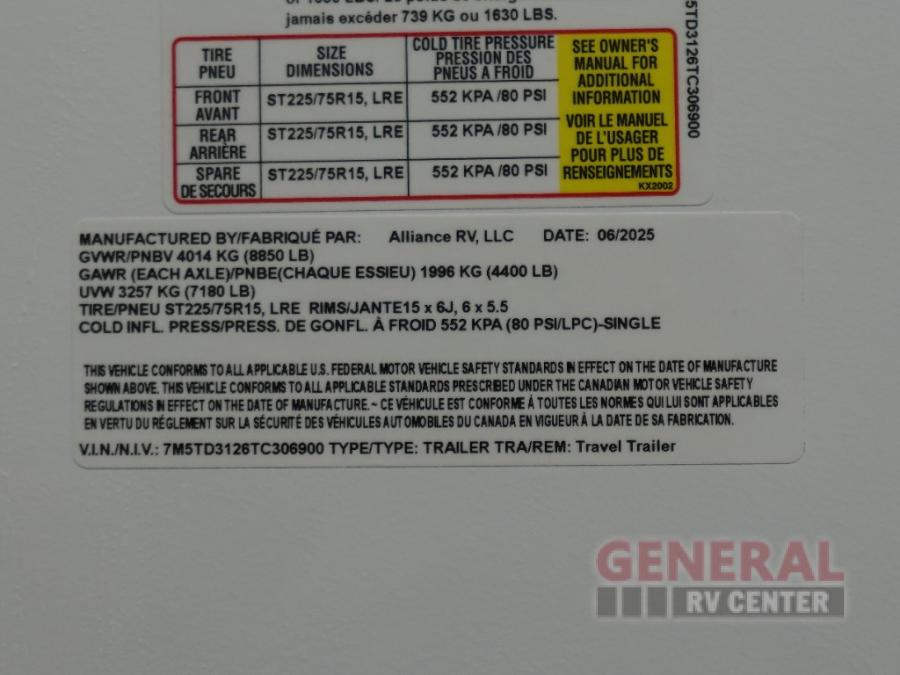 jamais excéder 739 KG ou 1630 LBS.
TIRE PNEU SIZE DIMENSIONS COLD TIRE PRESSURE PRESSION DES PNEUS A FROID SEE OWNER'S MANUAL FOR ADDITIONAL INFORMATION
FRONT AVANT ST225/75R15, LRE 552 KPA /80 PSI
REAR ARRIÈRE ST225/75R15, LRE 552 KPA /80 PSI VOIR LE MANUEL DE L'USAGER POUR PLUS DE RENSEIGNEMENTS
SPARE DE SECOURS ST225/75R15, LRE 552 KPA /80 PSI KX2002
5TD3126TC306900
MANUFACTURED BY/FABRIQUÉ PAR: Alliance RV, LLC DATE: 06/2025
GVWR/PNBV 4014 KG (8850 LB)
GAWR (EACH AXLE)/PNBE(CHAQUE ESSIEU) 1996 KG (4400 LB)
UVW 3257 KG (7180 LB)
TIRE/PNEU ST225/75R15, LRE RIMS/JANTE15 x 6J, 6 x 5.5
COLD INFL. PRESS/PRESS. DE GONFL. À FROID 552 KPA (80 PSI/LPC)-SINGLE
THIS VEHICLE CONFORMS TO ALL APPLICABLE U.S. FEDERAL MOTOR VEHICLE SAFETY STANDARDS IN EFFECT ON THE DATE OF MANUFACTURE
SHOWN ABOVE. THIS VEHICLE CONFORMS TO ALL APPLICABLE STANDARDS PRESCRIBED UNDER THE CANADIAN MOTOR VEHICLE SAFETY
REGULATIONS IN EFFECT ON THE DATE OF MANUFACTURE. ~ CE VÉHICULE EST CONFORME À TOUTES LES NORMES QUI LUI SONT APPLICABLES
EN VERTU DU RÉGLEMENT SUR LA SÉCURITÉ DES VÉHICULES AUTOMOBILES DU CANADA EN VIGUEUR À LA DATE DE SA FABRICATION.
V.I.N./N.I.V.: 7M5TD3126TC306900 TYPE/TYPE: TRAILER TRA/REM: Travel Trailer
GENERAL
RV CENTER